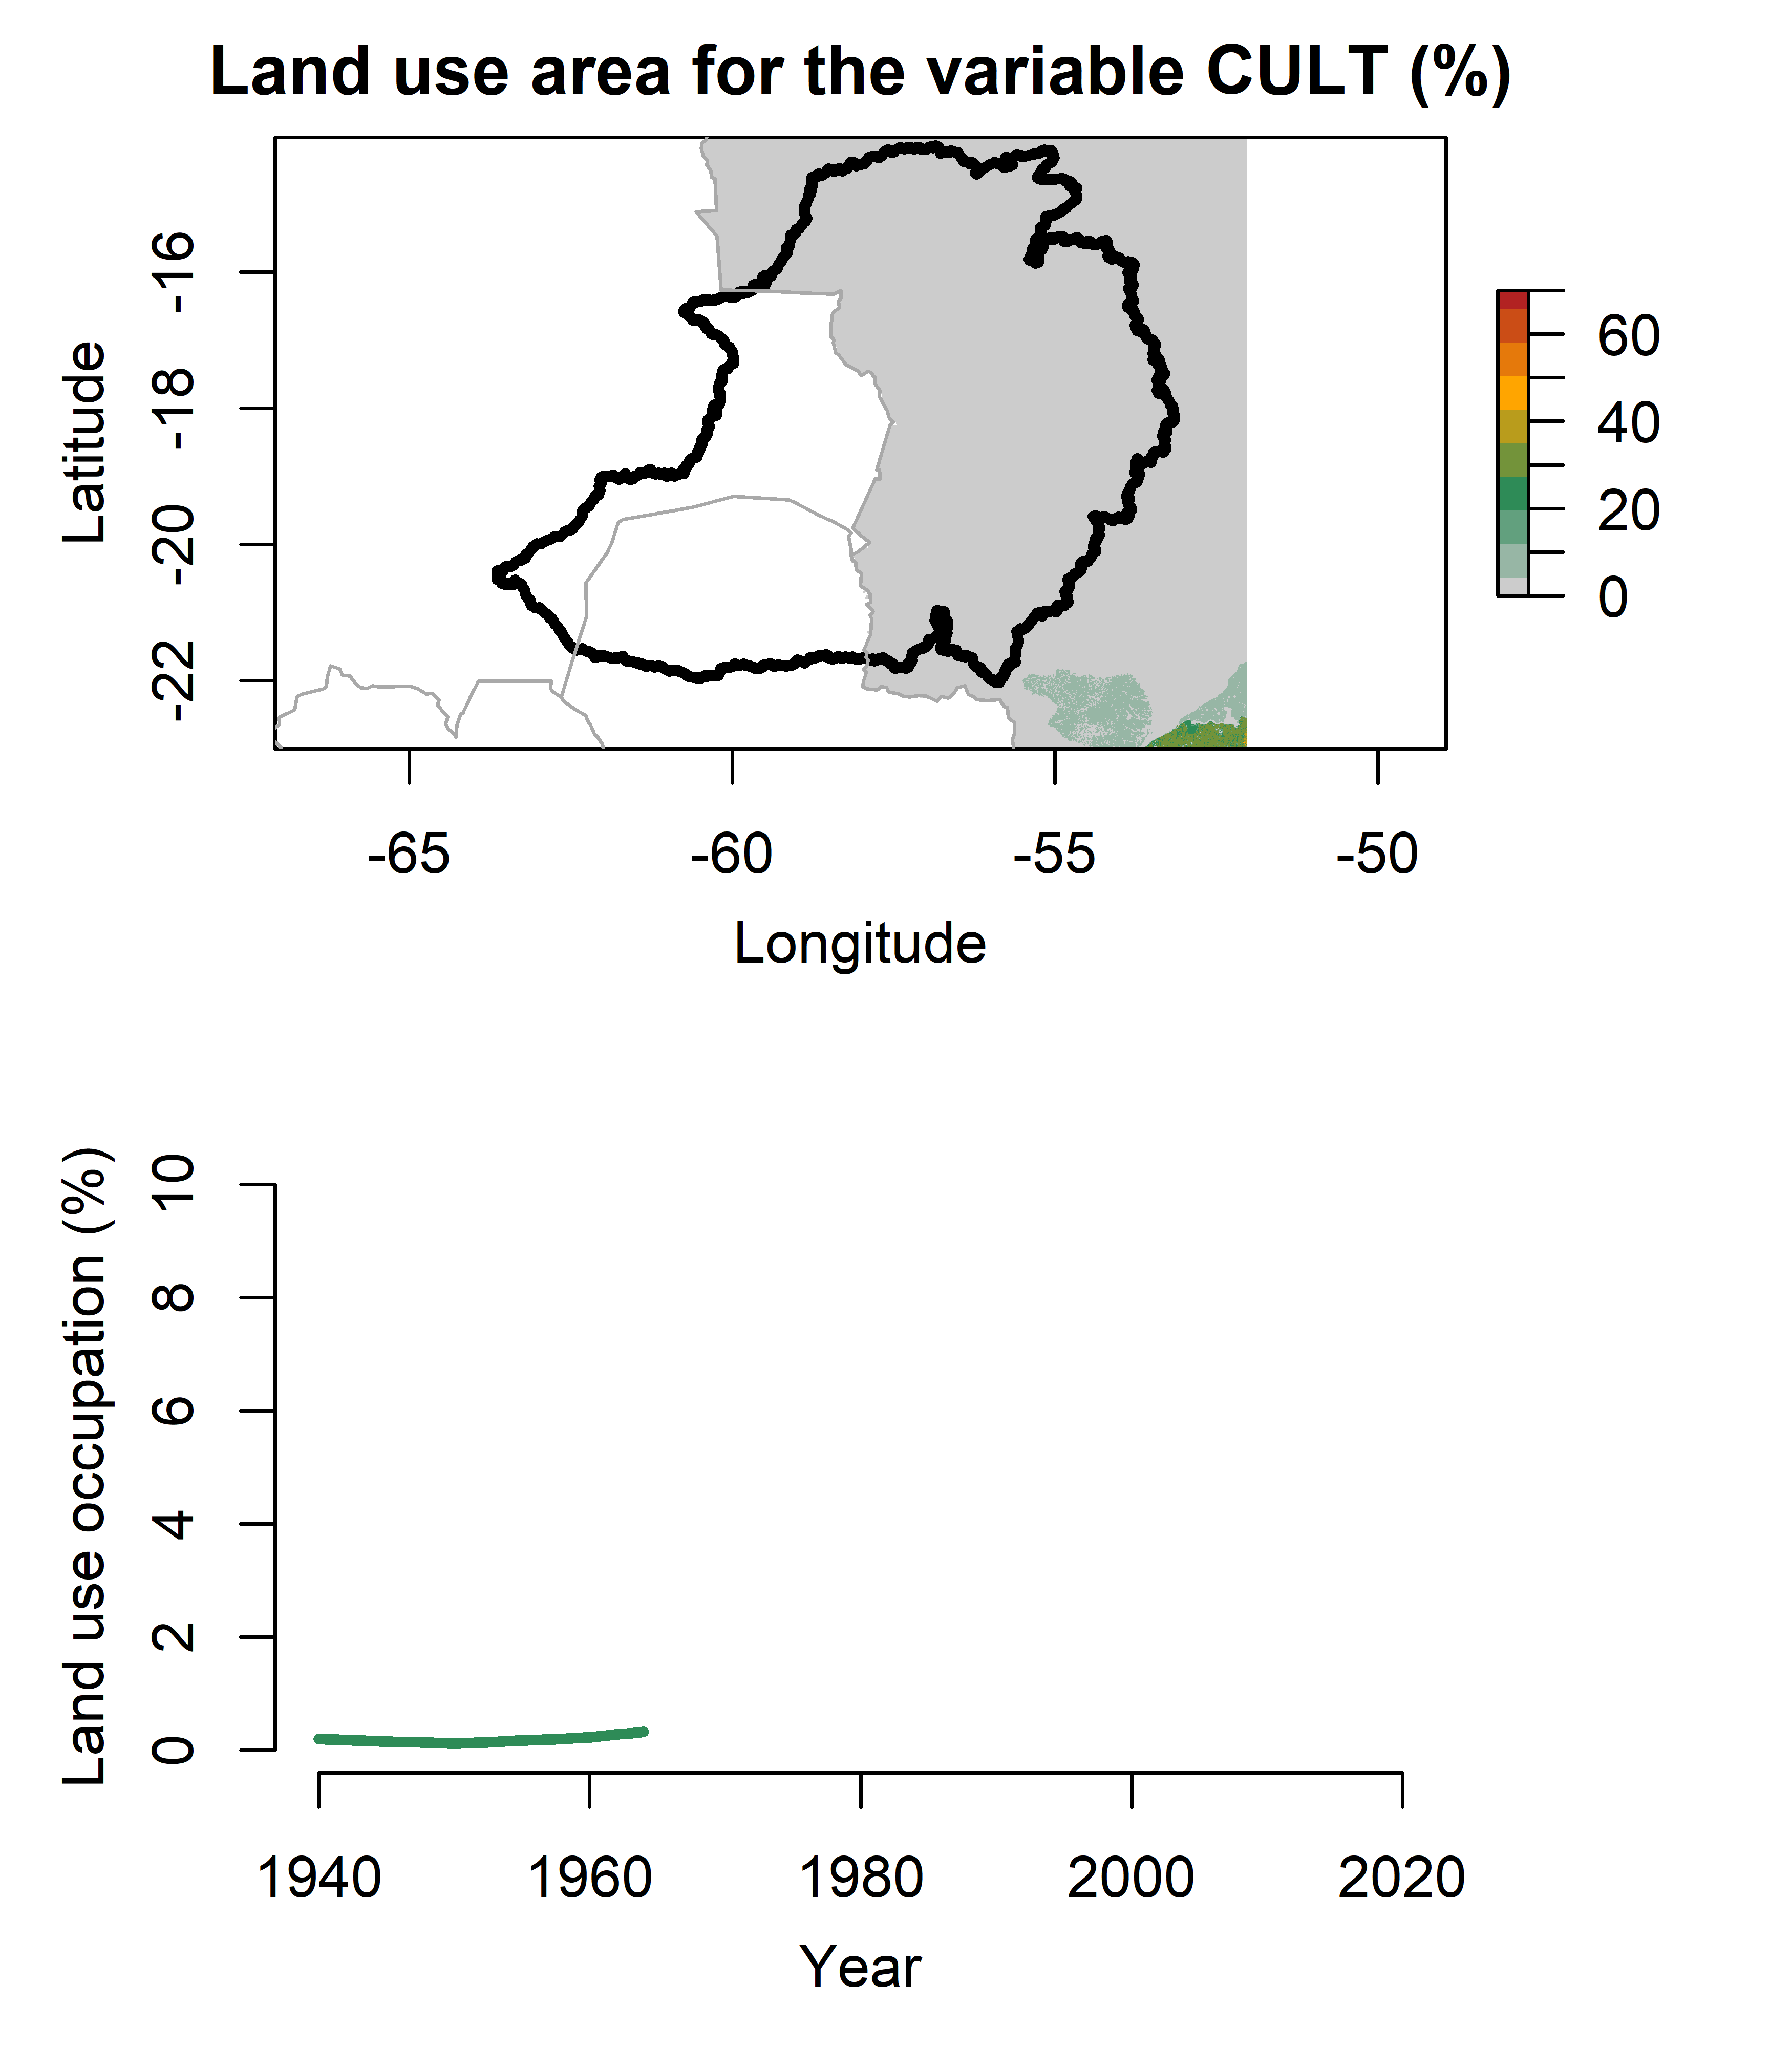 Land use area for the variable CULT (%)
Latitude
-16
-18
-20
-22
60
40
20
0
-65 -60 -55 -50
Longitude
Land use occupation (%)
10
8
6
4
2
0
1940 1960 1980 2000 2020
Year